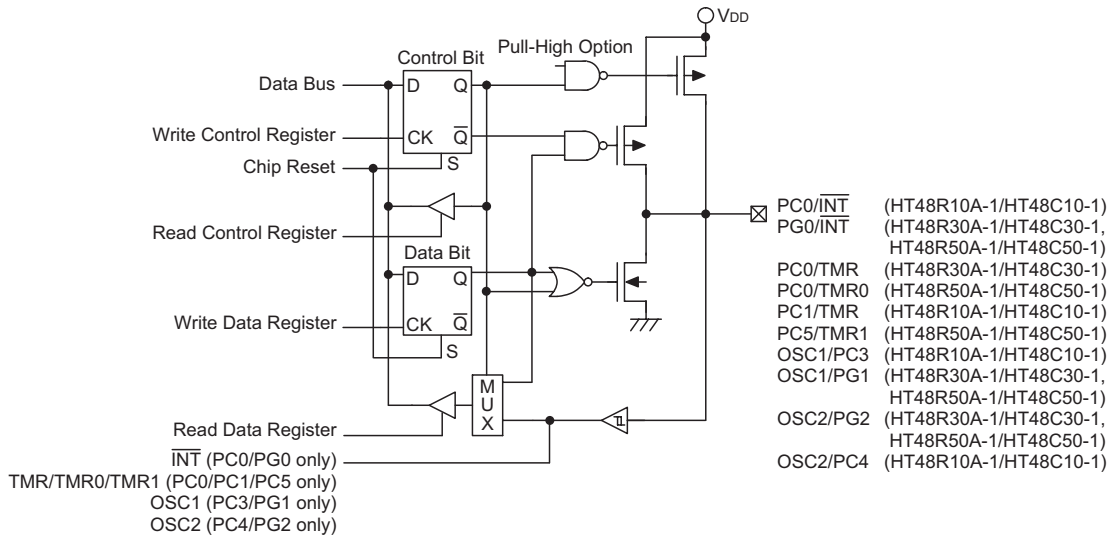 VDD
Pull-High Option
Control Bit
Data Bus
D
Q
Write Control Register
CK
Q̅
Chip Reset
S
Read Control Register
Data Bit
D
Q
Write Data Register
CK
Q̅
S
M
U
X
Read Data Register
I̅N̅T̅ (PC0/PG0 only)
TMR/TMR0/TMR1 (PC0/PC1/PC5 only)
OSC1 (PC3/PG1 only)
OSC2 (PC4/PG2 only)
PC0/I̅N̅T̅ (HT48R10A-1/HT48C10-1)
PG0/I̅N̅T̅ (HT48R30A-1/HT48C30-1,
HT48R50A-1/HT48C50-1)
PC0/TMR (HT48R30A-1/HT48C30-1)
PC0/TMR0 (HT48R50A-1/HT48C50-1)
PC1/TMR (HT48R10A-1/HT48C10-1)
PC5/TMR1 (HT48R50A-1/HT48C50-1)
OSC1/PC3 (HT48R10A-1/HT48C10-1)
OSC1/PG1 (HT48R30A-1/HT48C30-1,
HT48R50A-1/HT48C50-1)
OSC2/PG2 (HT48R30A-1/HT48C30-1,
HT48R50A-1/HT48C50-1)
OSC2/PC4 (HT48R10A-1/HT48C10-1)